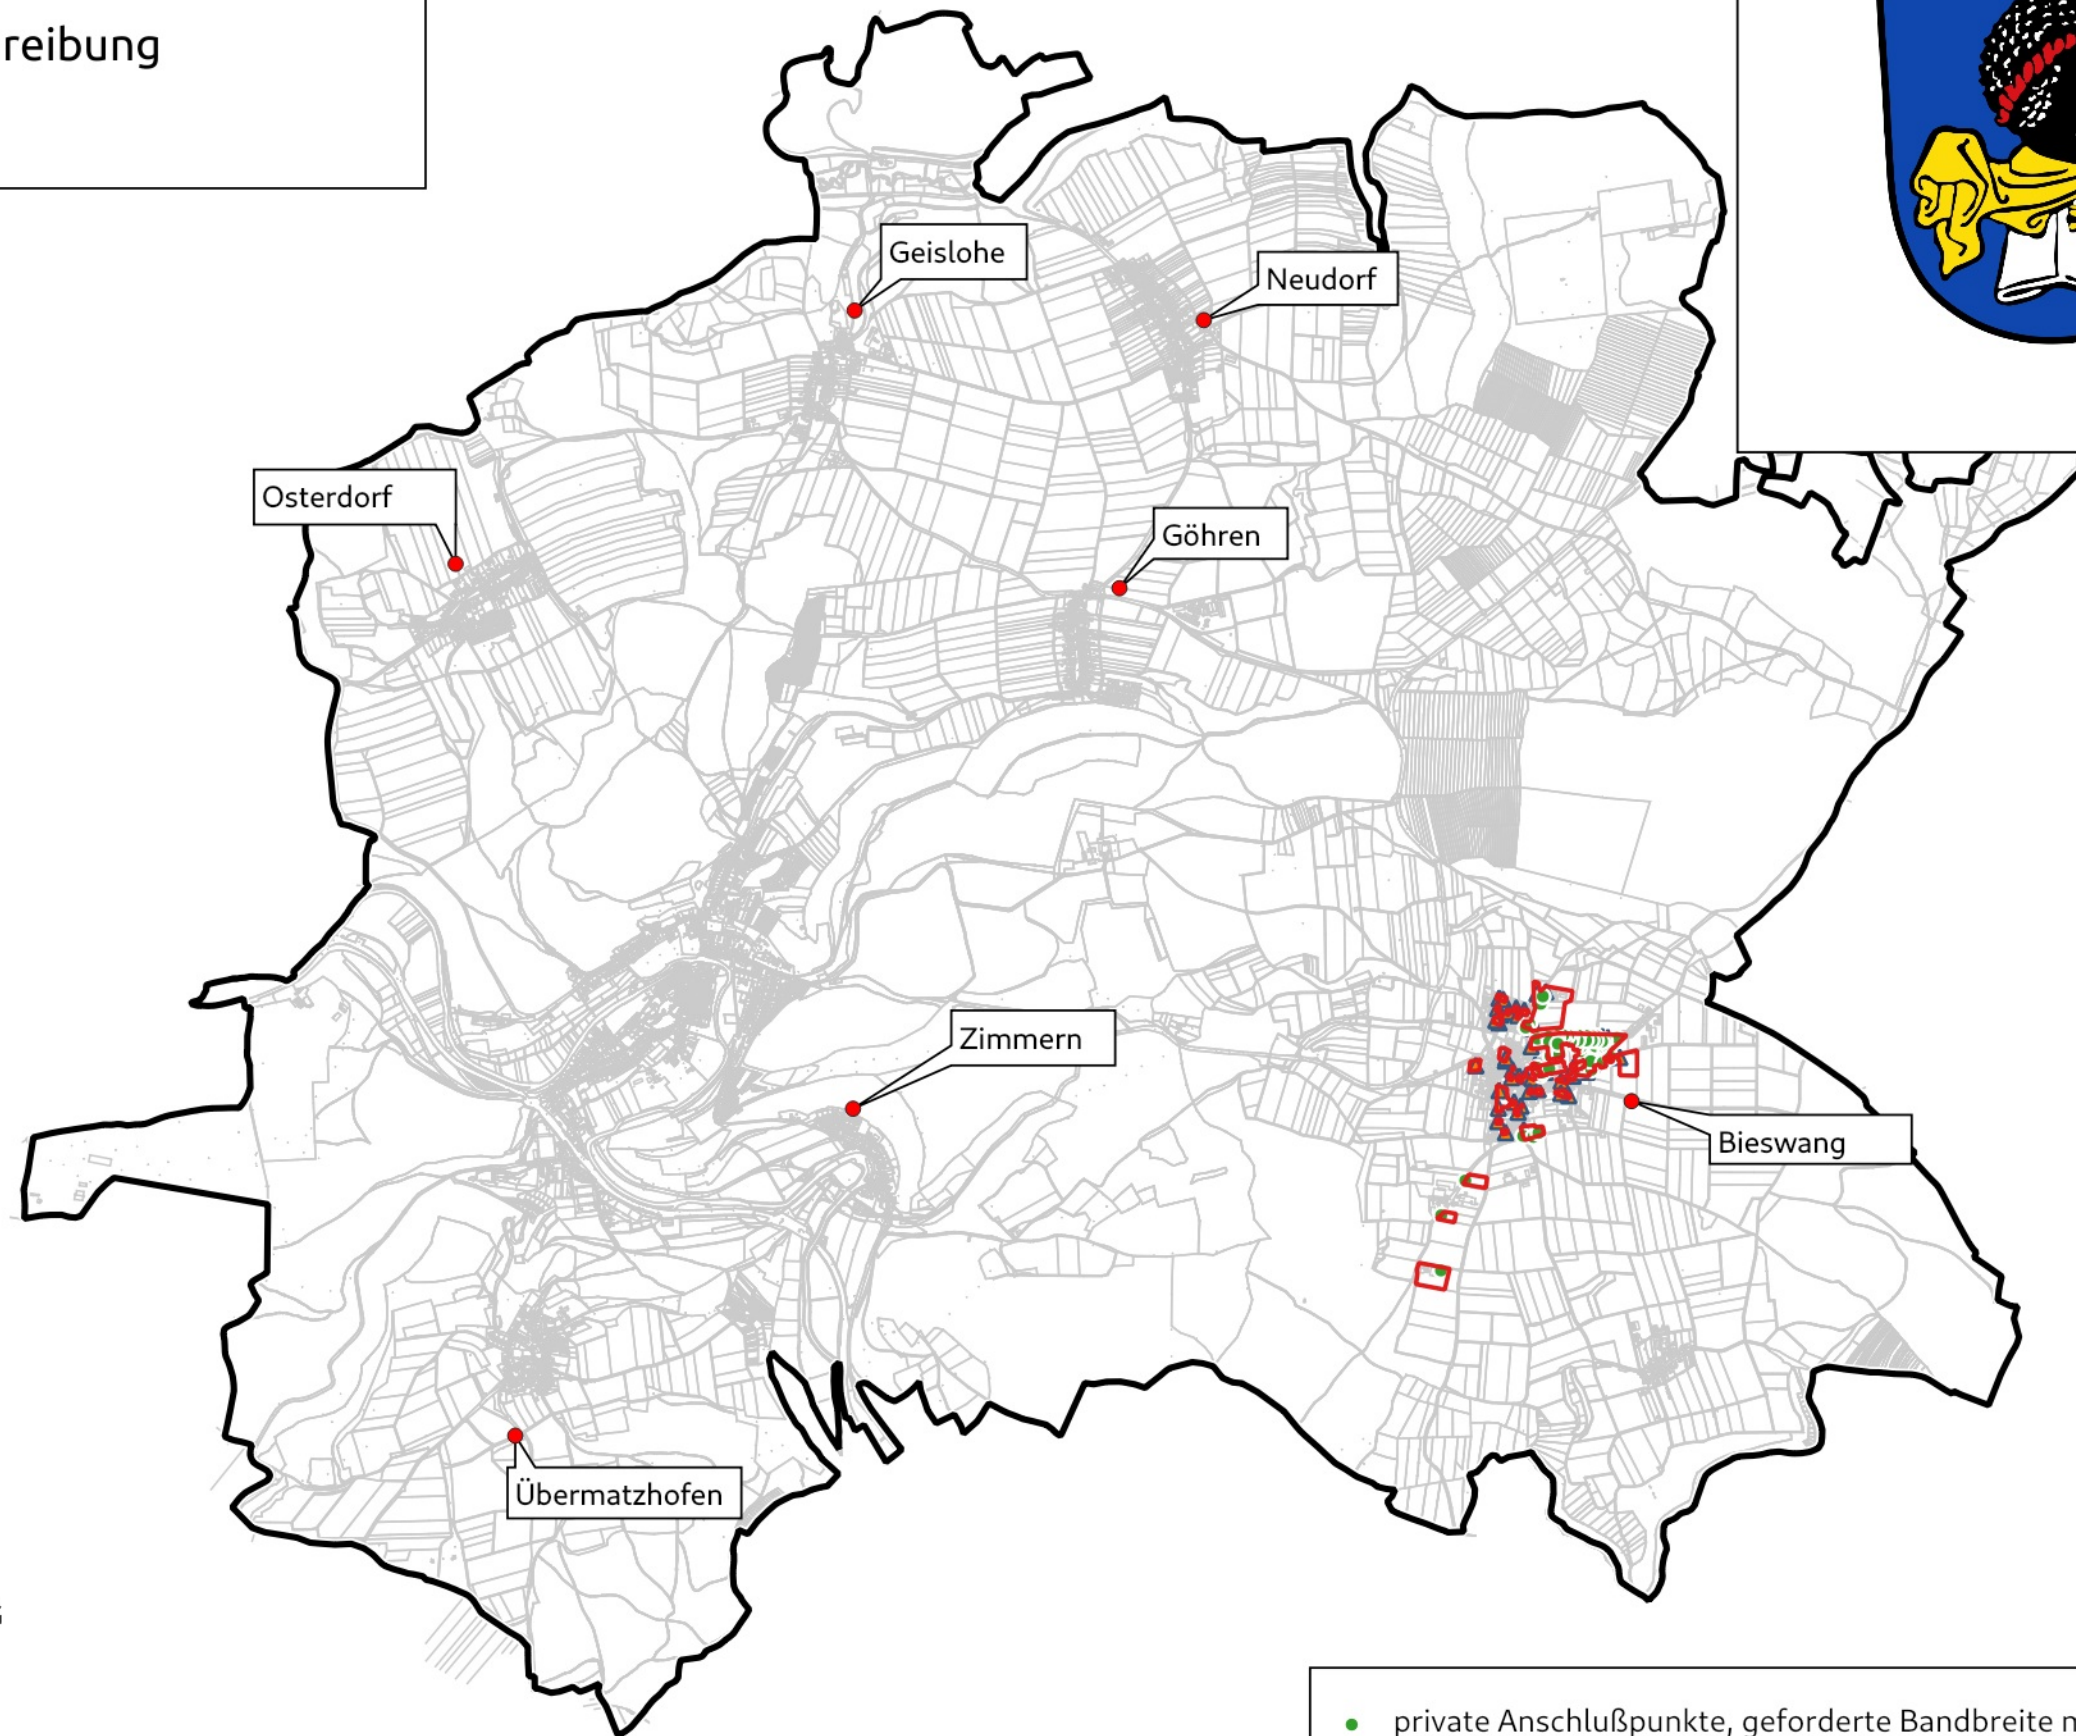 reibung
Geislohe
Neudorf
Osterdorf
Göhren
Zimmern
Bieswang
Übermatzhofen
private Anschlußpunkte, geforderte Bandbreite